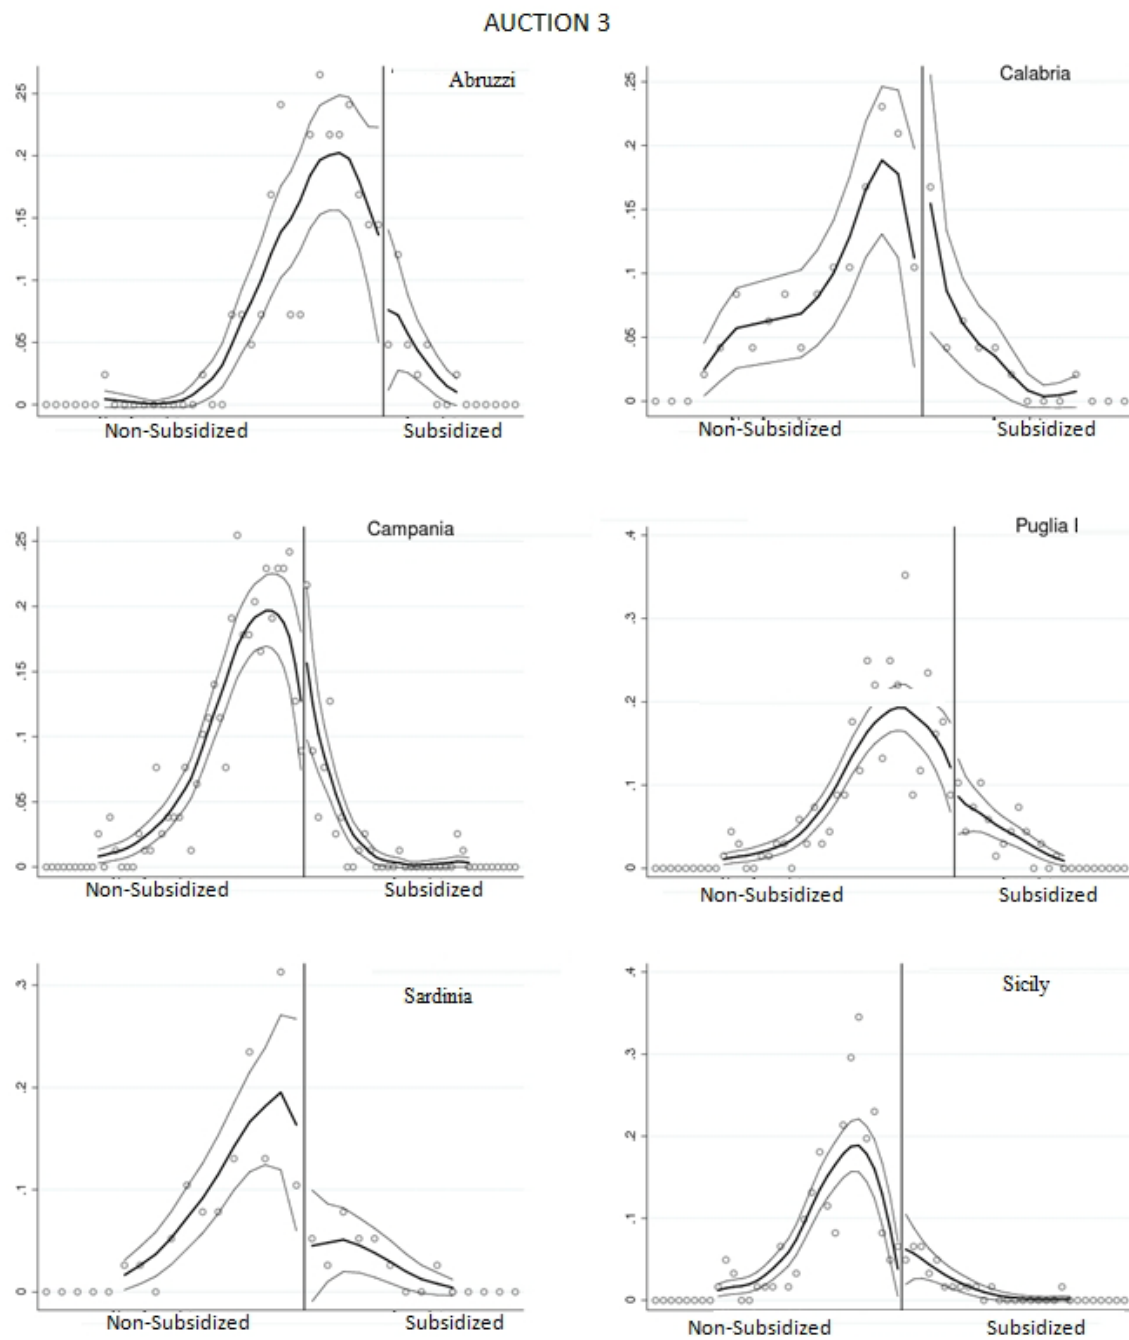 AUCTION 3
Abruzzi
.25
.2
.15
.1
.05
0
Non-Subsidized Subsidized
Calabria
.25
.2
.15
.1
.05
0
Non-Subsidized Subsidized
Campania
.25
.2
.15
.1
.05
0
Non-Subsidized Subsidized
Puglia I
.4
.3
.2
.1
0
Non-Subsidized Subsidized
Sardinia
.3
.2
.1
0
Non-Subsidized Subsidized
Sicily
.4
.3
.2
.1
0
Non-Subsidized Subsidized